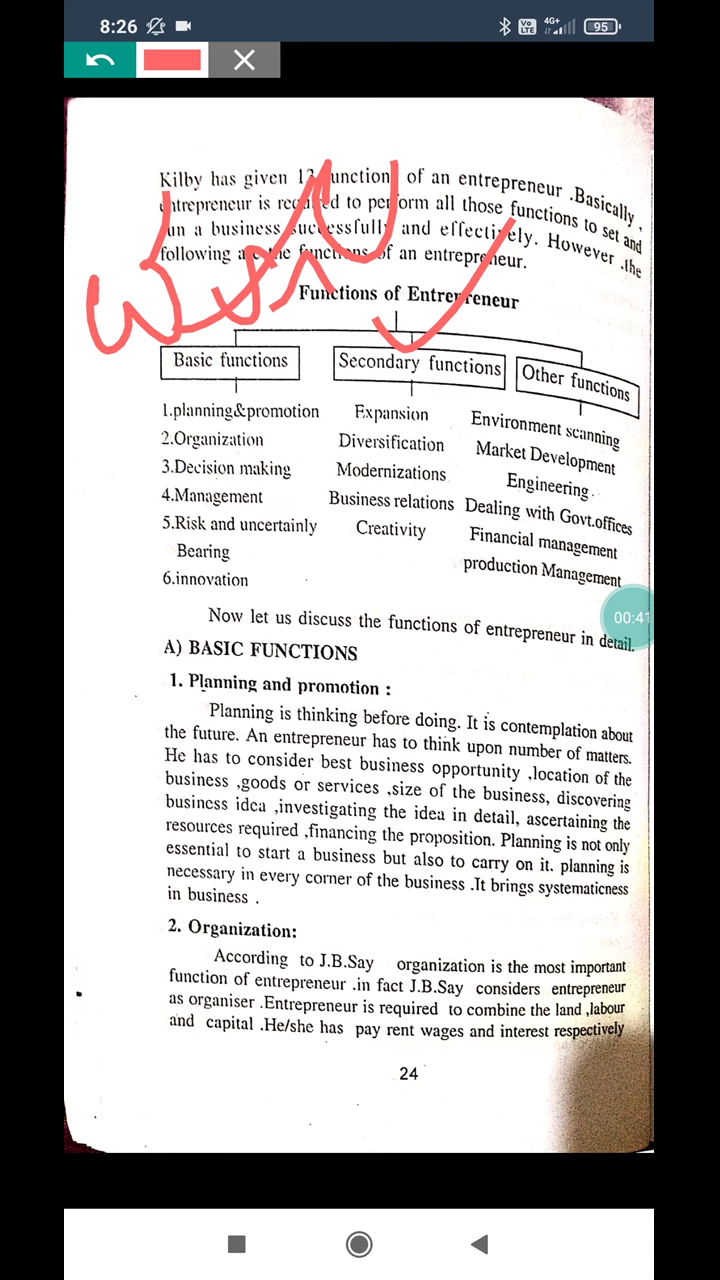 8:26
Vo LTE 4G+ 95
Kilby has given 13 function of an entrepreneur .Basically ,
entrepreneur is required to perform all those functions to set and
un a business successfully and effectively. However .the
following are the functions of an entrepreneur.
Functions of Entrepreneur
Basic functions
1.planning&promotion
2.Organization
3.Decision making
4.Management
5.Risk and uncertainly
Bearing
6.innovation
Secondary functions
Expansion
Diversification
Modernizations
Business relations
Creativity
Other functions
Environment scanning
Market Development
Engineering.
Dealing with Govt.offices
Financial management
production Management
00:41
Now let us discuss the functions of entrepreneur in detail.
A) BASIC FUNCTIONS
1. Planning and promotion :
Planning is thinking before doing. It is contemplation about
the future. An entrepreneur has to think upon number of matters.
He has to consider best business opportunity ,location of the
business ,goods or services ,size of the business, discovering
business idea ,investigating the idea in detail, ascertaining the
resources required ,financing the proposition. Planning is not only
essential to start a business but also to carry on it. planning is
necessary in every corner of the business .It brings systematicness
in business .
2. Organization:
According to J.B.Say organization is the most important
function of entrepreneur .in fact J.B.Say considers entrepreneur
as organiser .Entrepreneur is required to combine the land ,labour
and capital .He/she has pay rent wages and interest respectively
24